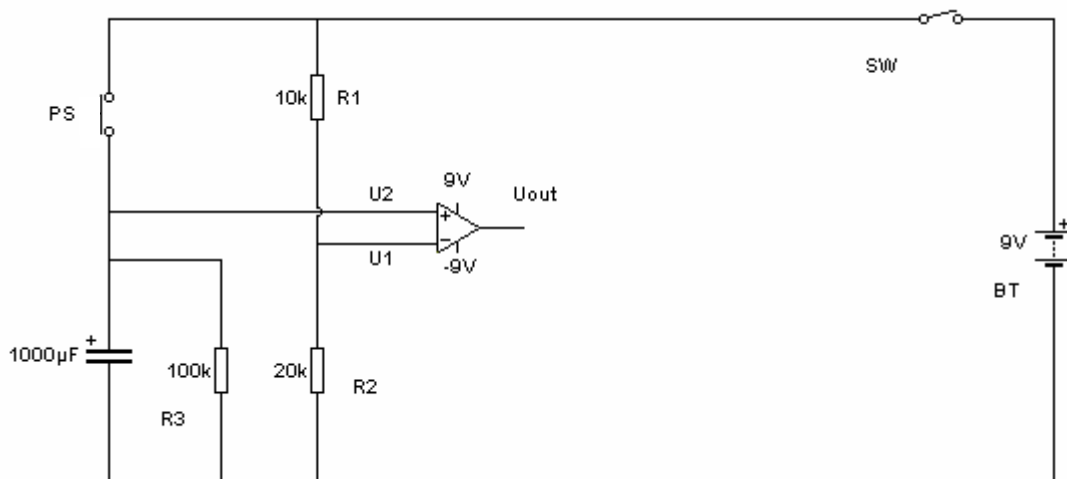 SW
10k
R1
PS
9V
U2
Uout
+
−
U1
-9V
+
9V
BT
+
1000µF
100k
20k
R2
R3